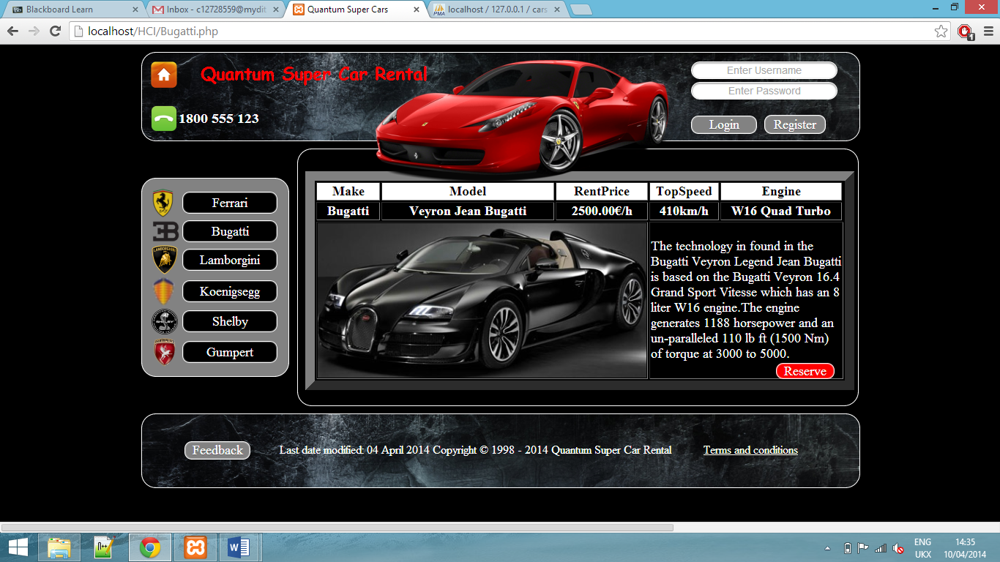 Blackboard Learn
Inbox - c12728559@mydit
Quantum Super Cars
localhost / 127.0.0.1 / cars
localhost/HCI/Bugatti.php
1
Quantum Super Car Rental
1800 555 123
Enter Username
Enter Password
Login
Register
Ferrari
Bugatti
Lamborgini
Koenigsegg
Shelby
Gumpert
Make
Model
RentPrice
TopSpeed
Engine
Bugatti
Veyron Jean Bugatti
2500.00€/h
410km/h
W16 Quad Turbo
The technology in found in the
Bugatti Veyron Legend Jean Bugatti
is based on the Bugatti Veyron 16.4
Grand Sport Vitesse which has an 8
liter W16 engine.The engine
generates 1188 horsepower and an
un-paralleled 110 lb ft (1500 Nm)
of torque at 3000 to 5000.
Reserve
Feedback
Last date modified: 04 April 2014 Copyright © 1998 - 2014 Quantum Super Car Rental
Terms and conditions
ENG
UKX
14:35
10/04/2014